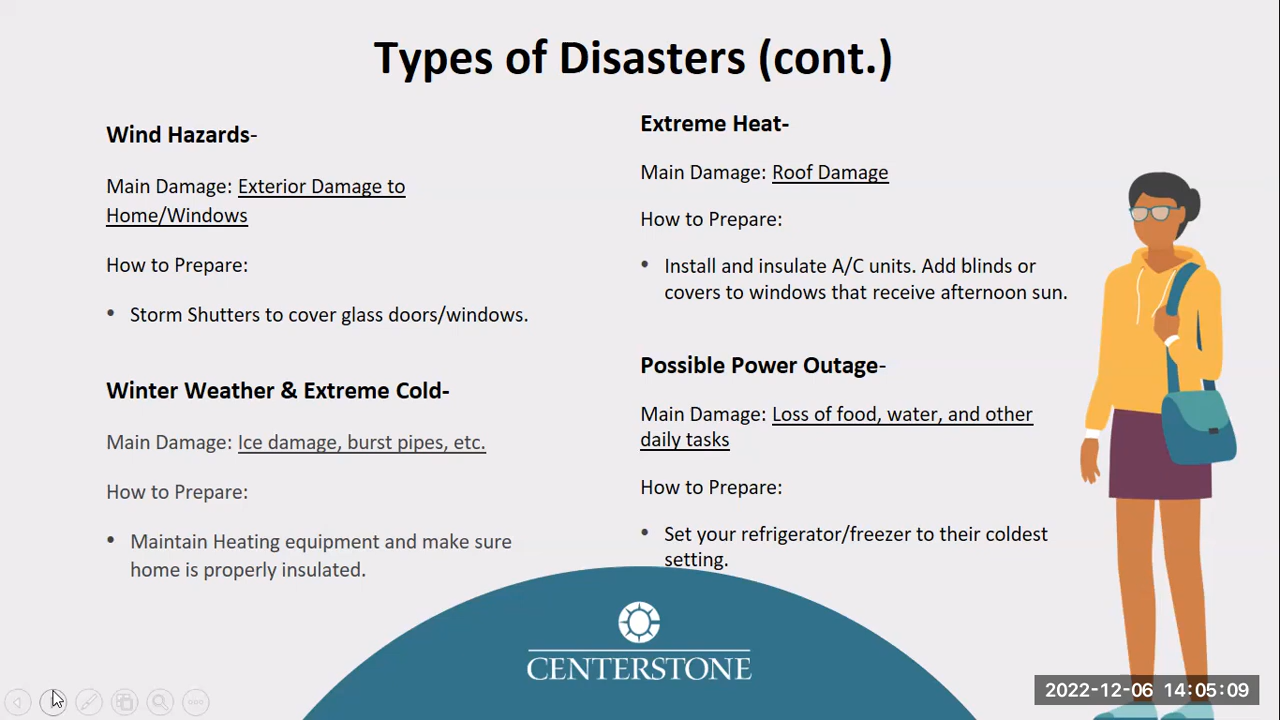 Types of Disasters (cont.)
Wind Hazards-
Main Damage: Exterior Damage to
Home/Windows
How to Prepare:
• Storm Shutters to cover glass doors/windows.
Winter Weather & Extreme Cold-
Main Damage: Ice damage, burst pipes, etc.
How to Prepare:
• Maintain Heating equipment and make sure
home is properly insulated.
Extreme Heat-
Main Damage: Roof Damage
How to Prepare:
• Install and insulate A/C units. Add blinds or
covers to windows that receive afternoon sun.
Possible Power Outage-
Main Damage: Loss of food, water, and other
daily tasks
How to Prepare:
• Set your refrigerator/freezer to their coldest
setting.
CENTERSTONE
2022-12-06 14:05:09